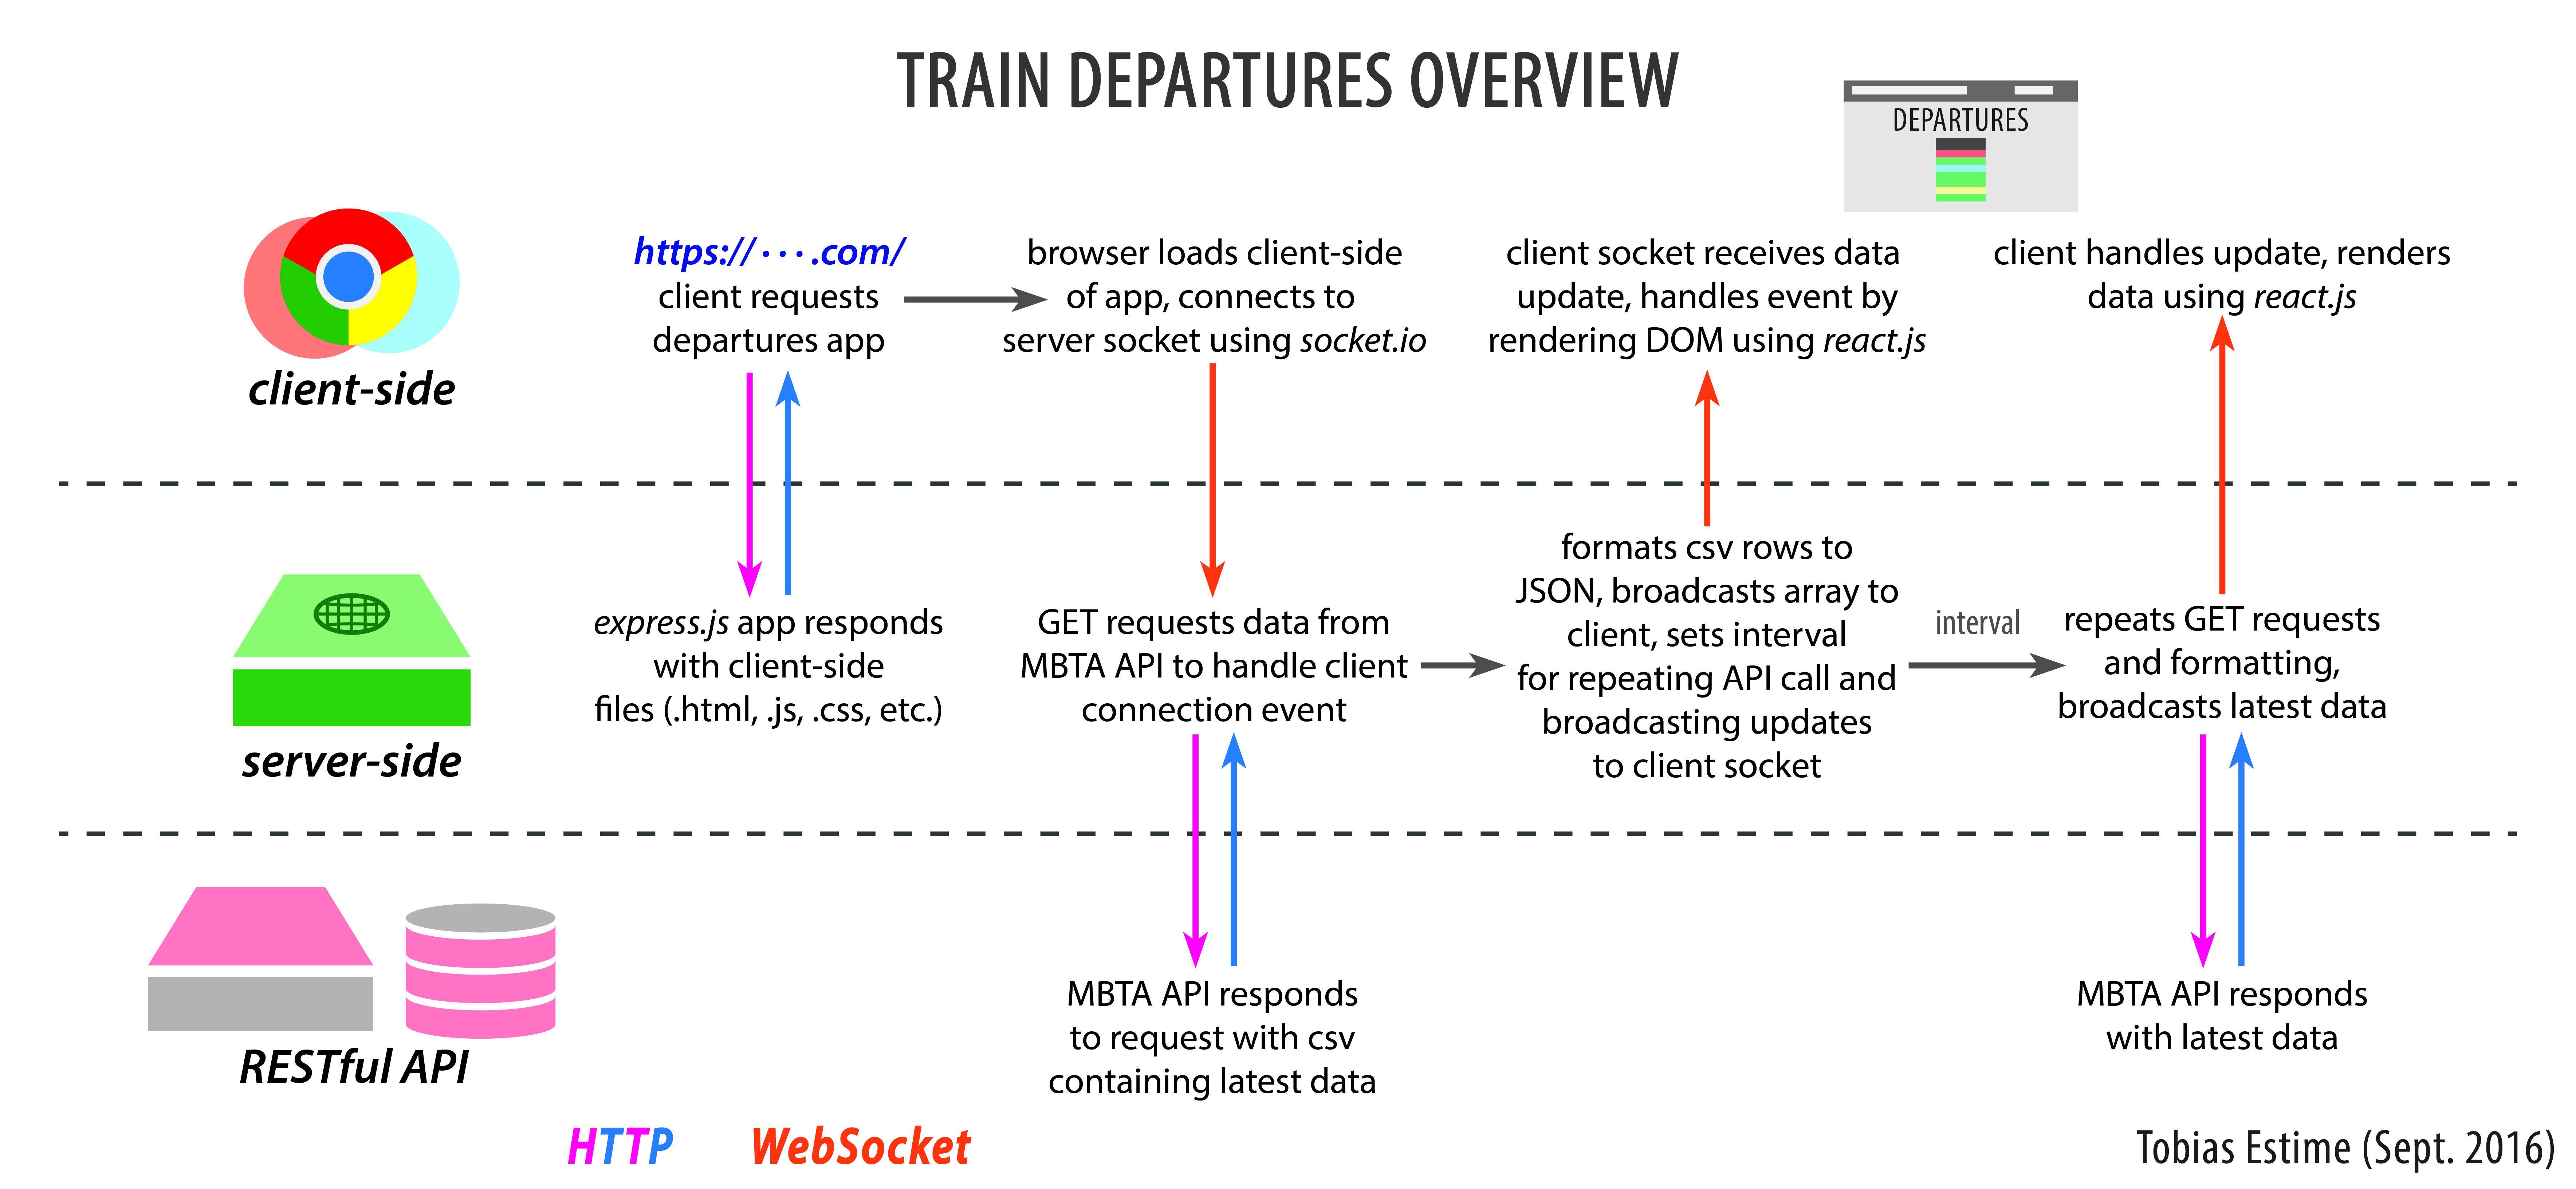 TRAIN DEPARTURES OVERVIEW
DEPARTURES
client-side
https:// · · · .com/
client requests
departures app
browser loads client-side
of app, connects to
server socket using socket.io
client socket receives data
update, handles event by
rendering DOM using react.js
client handles update, renders
data using react.js
server-side
express.js app responds
with client-side
files (.html, .js, .css, etc.)
GET requests data from
MBTA API to handle client
connection event
formats csv rows to
JSON, broadcasts array to
client, sets interval
for repeating API call and
broadcasting updates
to client socket
interval
repeats GET requests
and formatting,
broadcasts latest data
RESTful API
MBTA API responds
to request with csv
containing latest data
MBTA API responds
with latest data
HTTP
WebSocket
Tobias Estime (Sept. 2016)